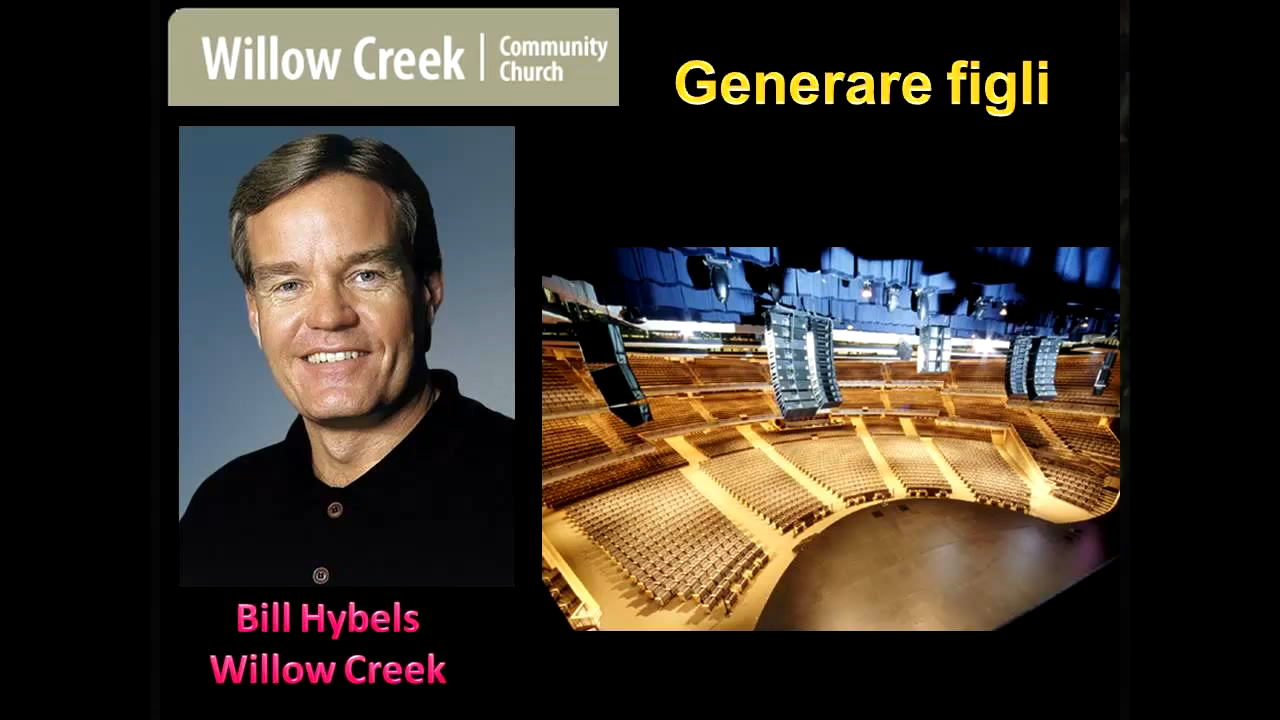 Willow Creek
Community
Church
Generare figli
Bill Hybels
Willow Creek